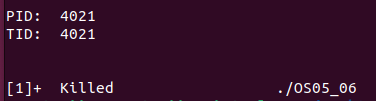 PID:  4021
TID:  4021
[1]+  Killed                  ./OS05_06